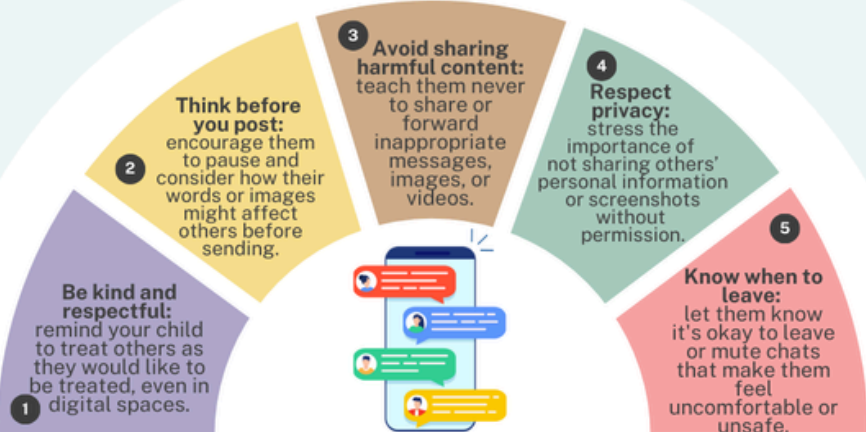 1
Be kind and
respectful:
remind your child
to treat others as
they would like to
be treated, even in
digital spaces.
2
Think before
you post:
encourage them
to pause and
consider how their
words or images
might affect
others before
sending.
3
Avoid sharing
harmful content:
teach them never
to share or
forward
inappropriate
messages,
images, or
videos.
4
Respect
privacy:
stress the
importance of
not sharing others’
personal information
or screenshots
without
permission.
5
Know when to
leave:
let them know
it's okay to leave
or mute chats
that make them
feel
uncomfortable or
unsafe.